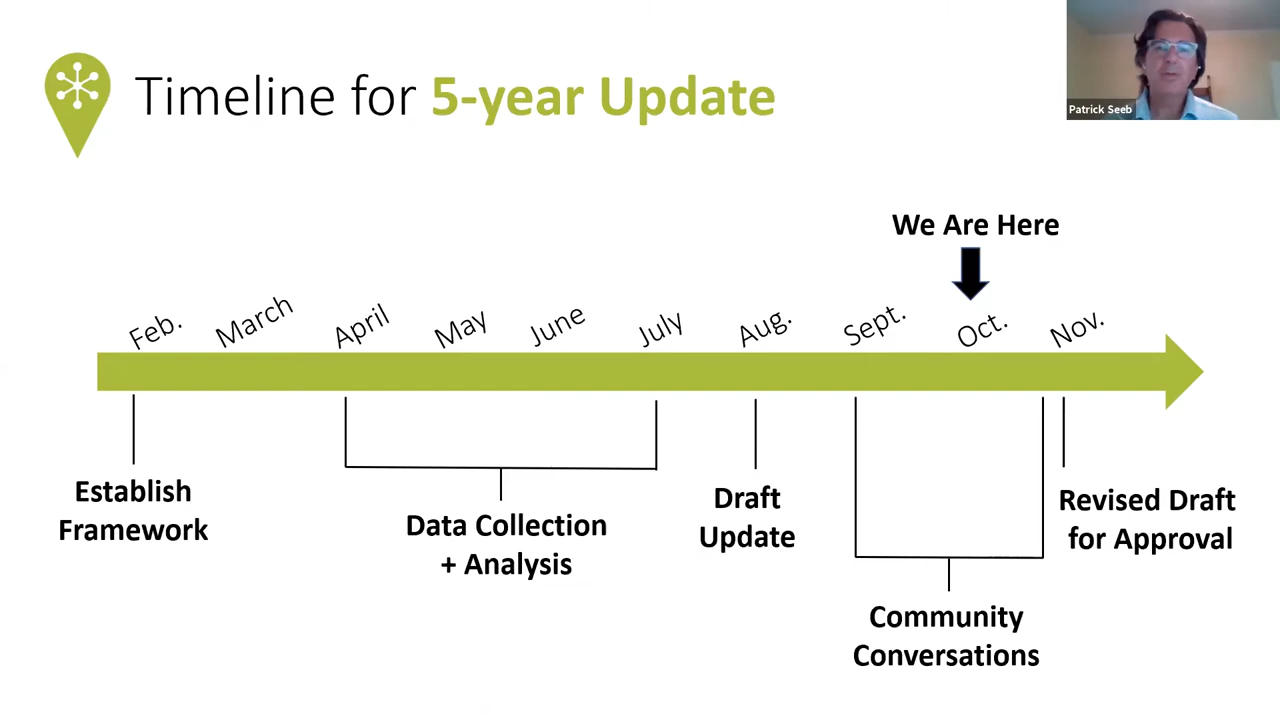 Timeline for 5-year Update
Patrick Seeb
We Are Here
Feb.
March
April
May
June
July
Aug.
Sept.
Oct.
Nov.
Establish
Framework
Data Collection
+ Analysis
Draft
Update
Community
Conversations
Revised Draft
for Approval